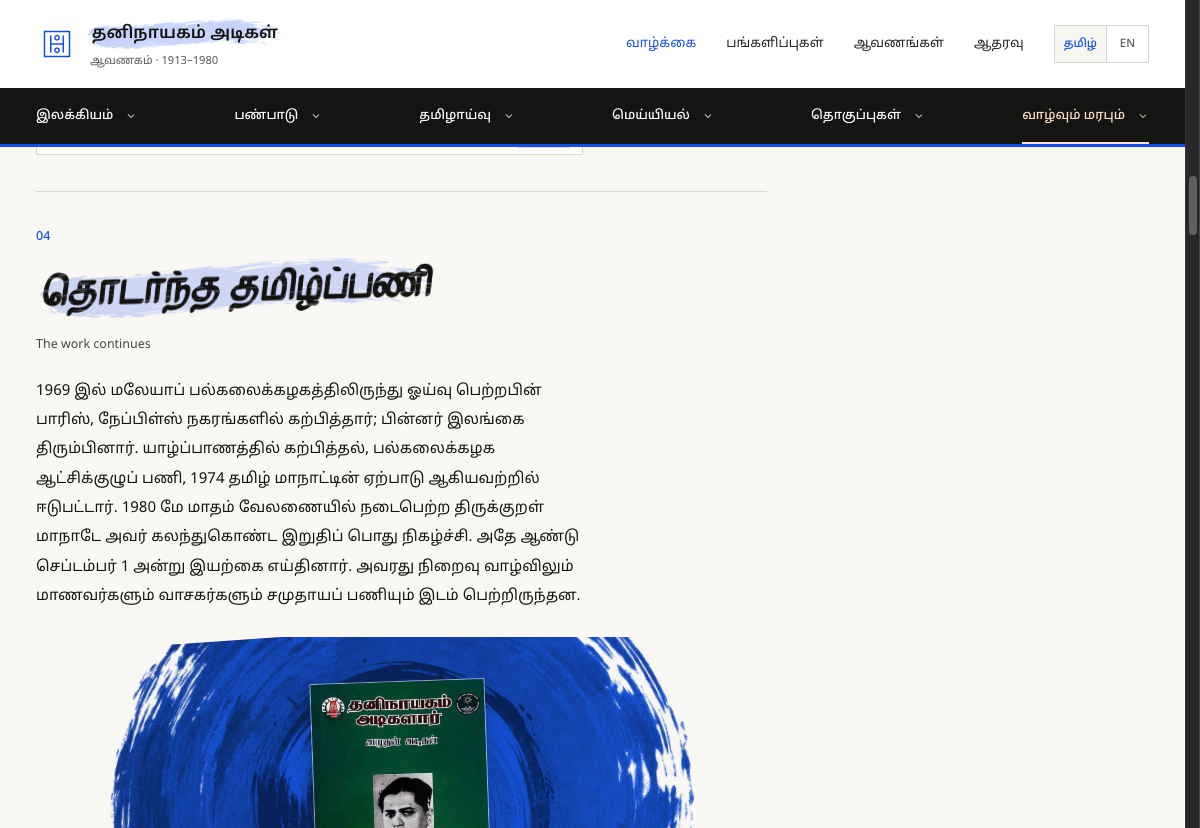 தனிநாயகம் அடிகள்
ஆவணகம் · 1913–1980
வாழ்க்கை பங்களிப்புகள் ஆவணங்கள் ஆதரவு தமிழ் EN
இலக்கியம் பண்பாடு தமிழாய்வு மெய்யியல் தொகுப்புகள் வாழ்வும் மரபும்
04
தொடர்ந்த தமிழ்ப்பணி
The work continues
1969 இல் மலேயாப் பல்கலைக்கழகத்திலிருந்து ஓய்வு பெற்றபின்
பாரிஸ், நேப்பிள்ஸ் நகரங்களில் கற்பித்தார்; பின்னர் இலங்கை
திரும்பினார். யாழ்ப்பாணத்தில் கற்பித்தல், பல்கலைக்கழக
ஆட்சிக்குழுப் பணி, 1974 தமிழ் மாநாட்டின் ஏற்பாடு ஆகியவற்றில்
ஈடுபட்டார். 1980 மே மாதம் வேலணையில் நடைபெற்ற திருக்குறள்
மாநாடே அவர் கலந்துகொண்ட இறுதிப் பொது நிகழ்ச்சி. அதே ஆண்டு
செப்டம்பர் 1 அன்று இயற்கை எய்தினார். அவரது நிறைவு வாழ்விலும்
மாணவர்களும் வாசகர்களும் சமுதாயப் பணியும் இடம் பெற்றிருந்தன.
தனிநாயகம்
அடிகளார்
அமுதன் அடிகள்